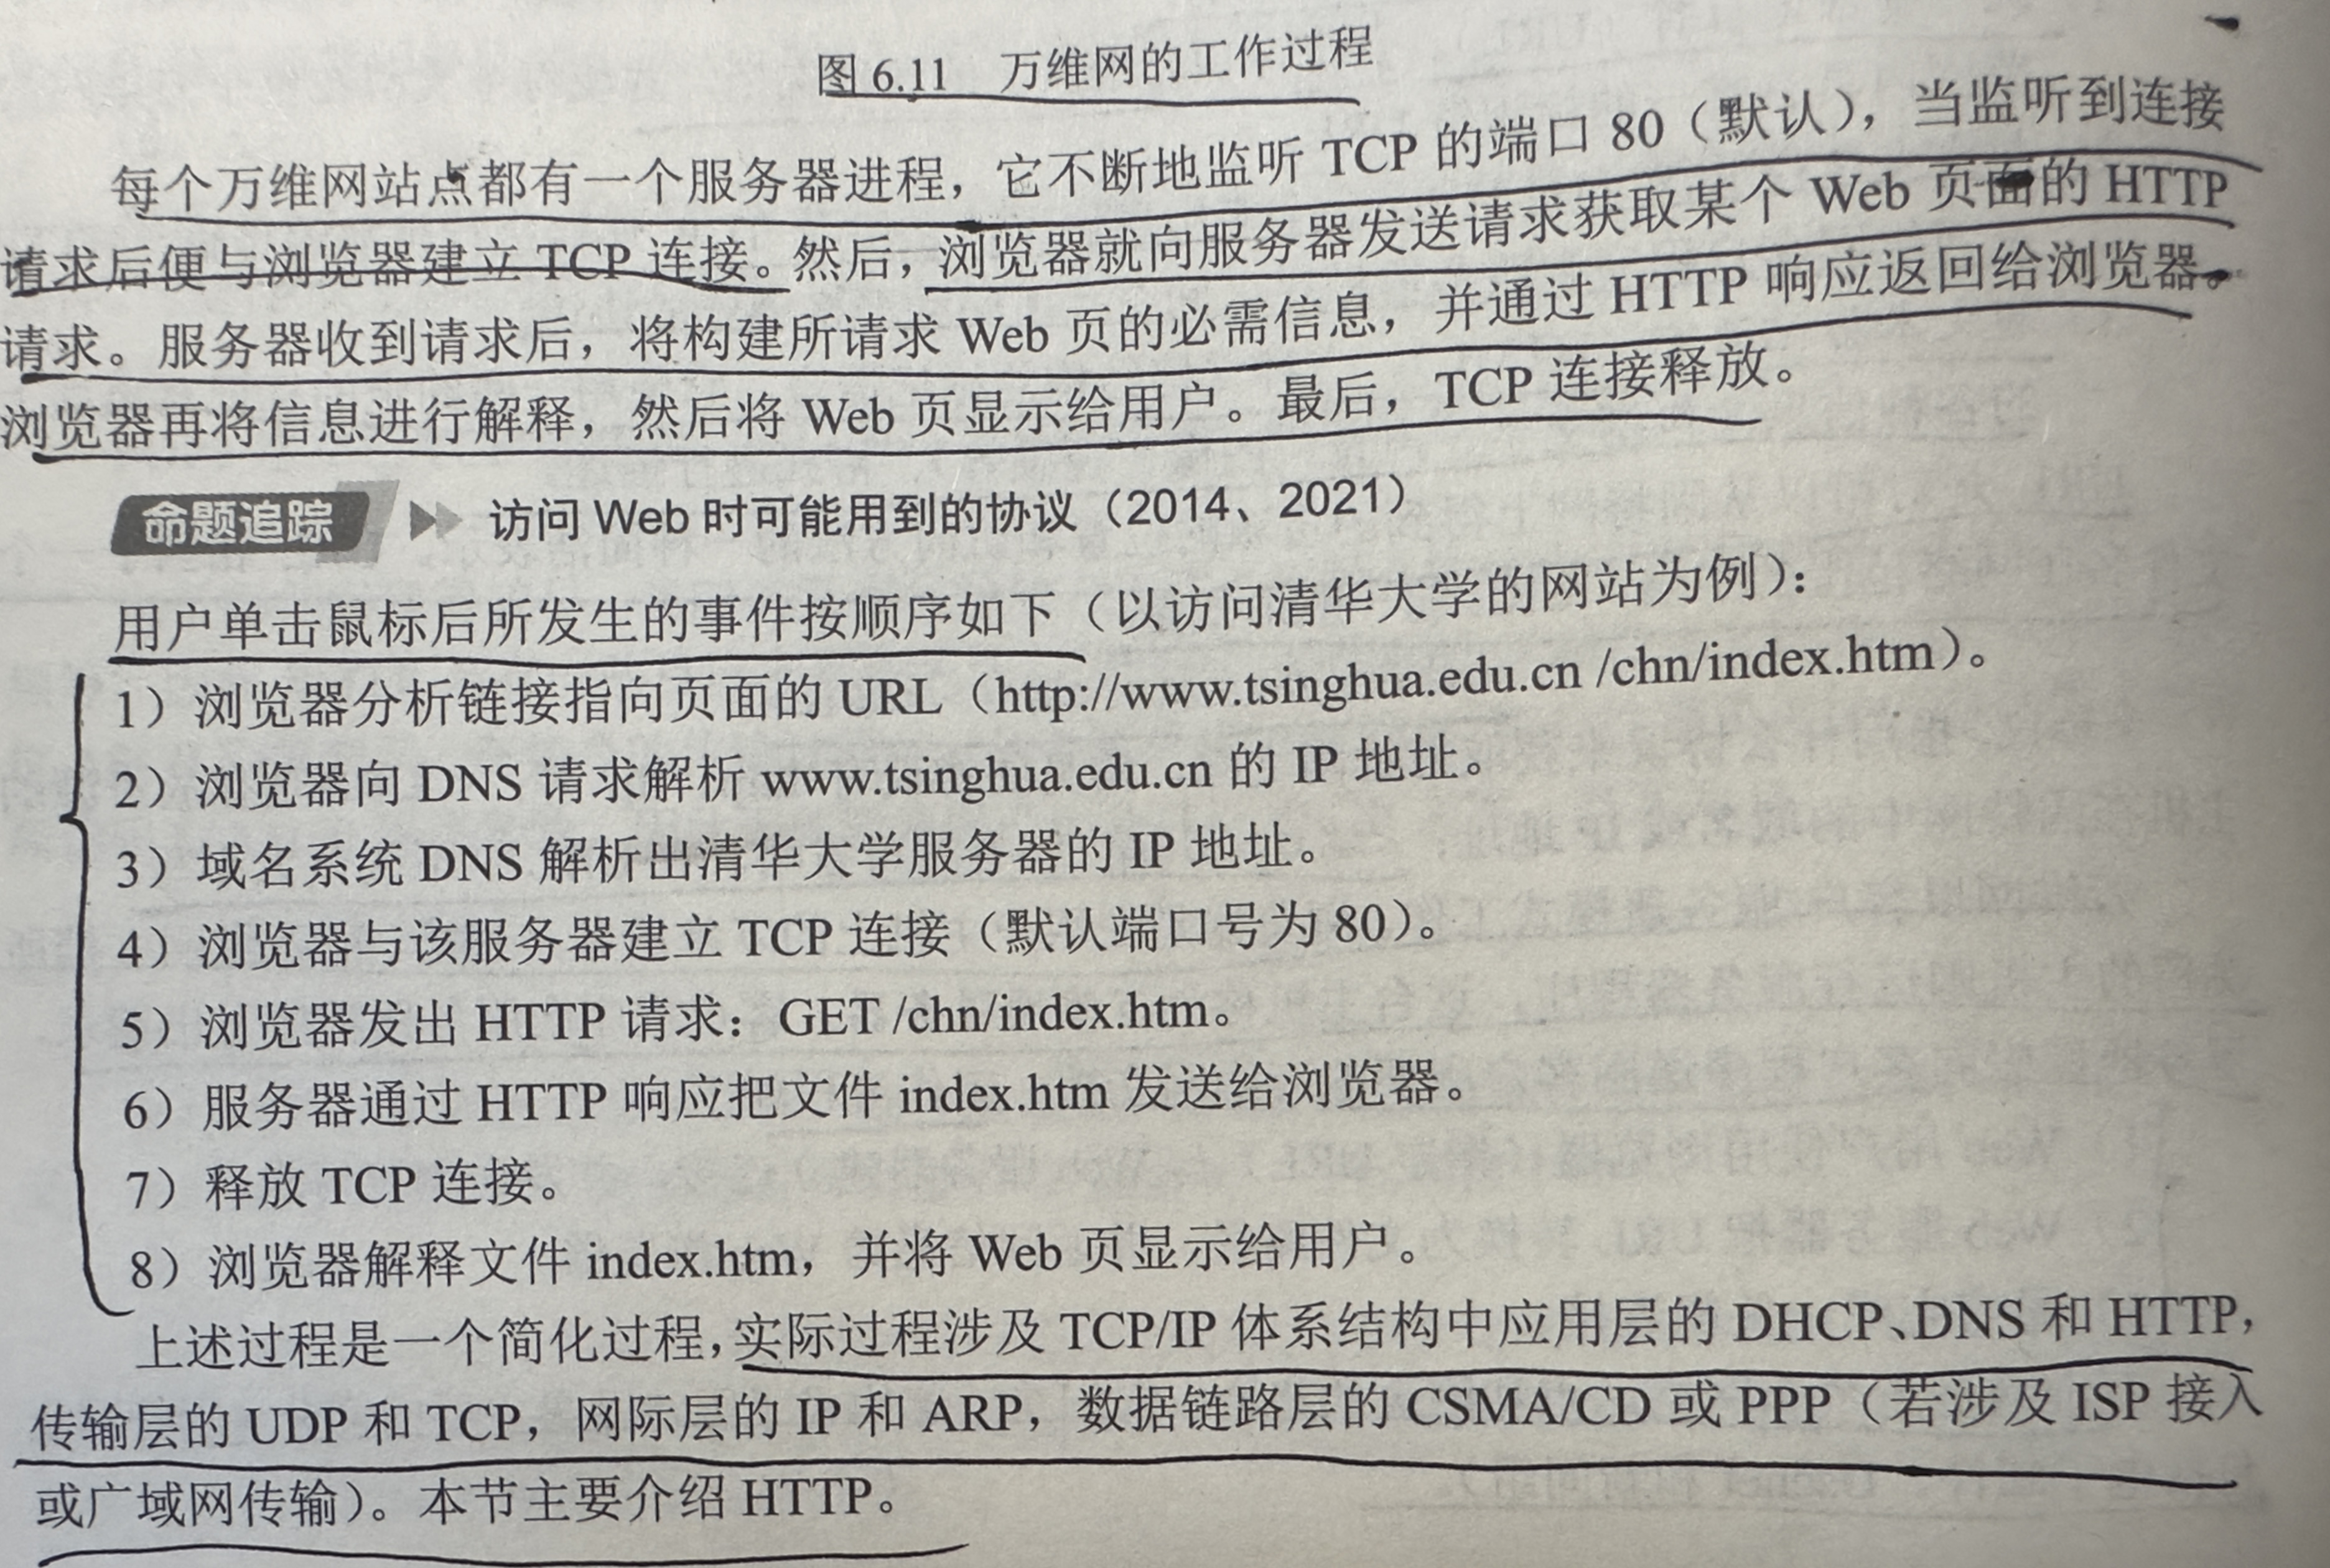 图 6.11 万维网的工作过程
每个万维网站点都有一个服务器进程，它不断地监听 TCP 的端口 80（默认），当监听到连接
请求后便与浏览器建立 TCP 连接。然后，浏览器就向服务器发送请求获取某个 Web 页面的 HTTP
请求。服务器收到请求后，将构建所请求 Web 页的必需信息，并通过 HTTP 响应返回给浏览器。
浏览器再将信息进行解释，然后将 Web 页显示给用户。最后，TCP 连接释放。
命题追踪 访问 Web 时可能用到的协议（2014、2021）
用户单击鼠标后所发生的事件按顺序如下（以访问清华大学的网站为例）：
1）浏览器分析链接指向页面的 URL（http://www.tsinghua.edu.cn /chn/index.htm）。
2）浏览器向 DNS 请求解析 www.tsinghua.edu.cn 的 IP 地址。
3）域名系统 DNS 解析出清华大学服务器的 IP 地址。
4）浏览器与该服务器建立 TCP 连接（默认端口号为 80）。
5）浏览器发出 HTTP 请求：GET /chn/index.htm。
6）服务器通过 HTTP 响应把文件 index.htm 发送给浏览器。
7）释放 TCP 连接。
8）浏览器解释文件 index.htm，并将 Web 页显示给用户。
上述过程是一个简化过程，实际过程涉及 TCP/IP 体系结构中应用层的 DHCP、DNS 和 HTTP，
传输层的 UDP 和 TCP，网际层的 IP 和 ARP，数据链路层的 CSMA/CD 或 PPP（若涉及 ISP 接入
或广域网传输）。本节主要介绍 HTTP。